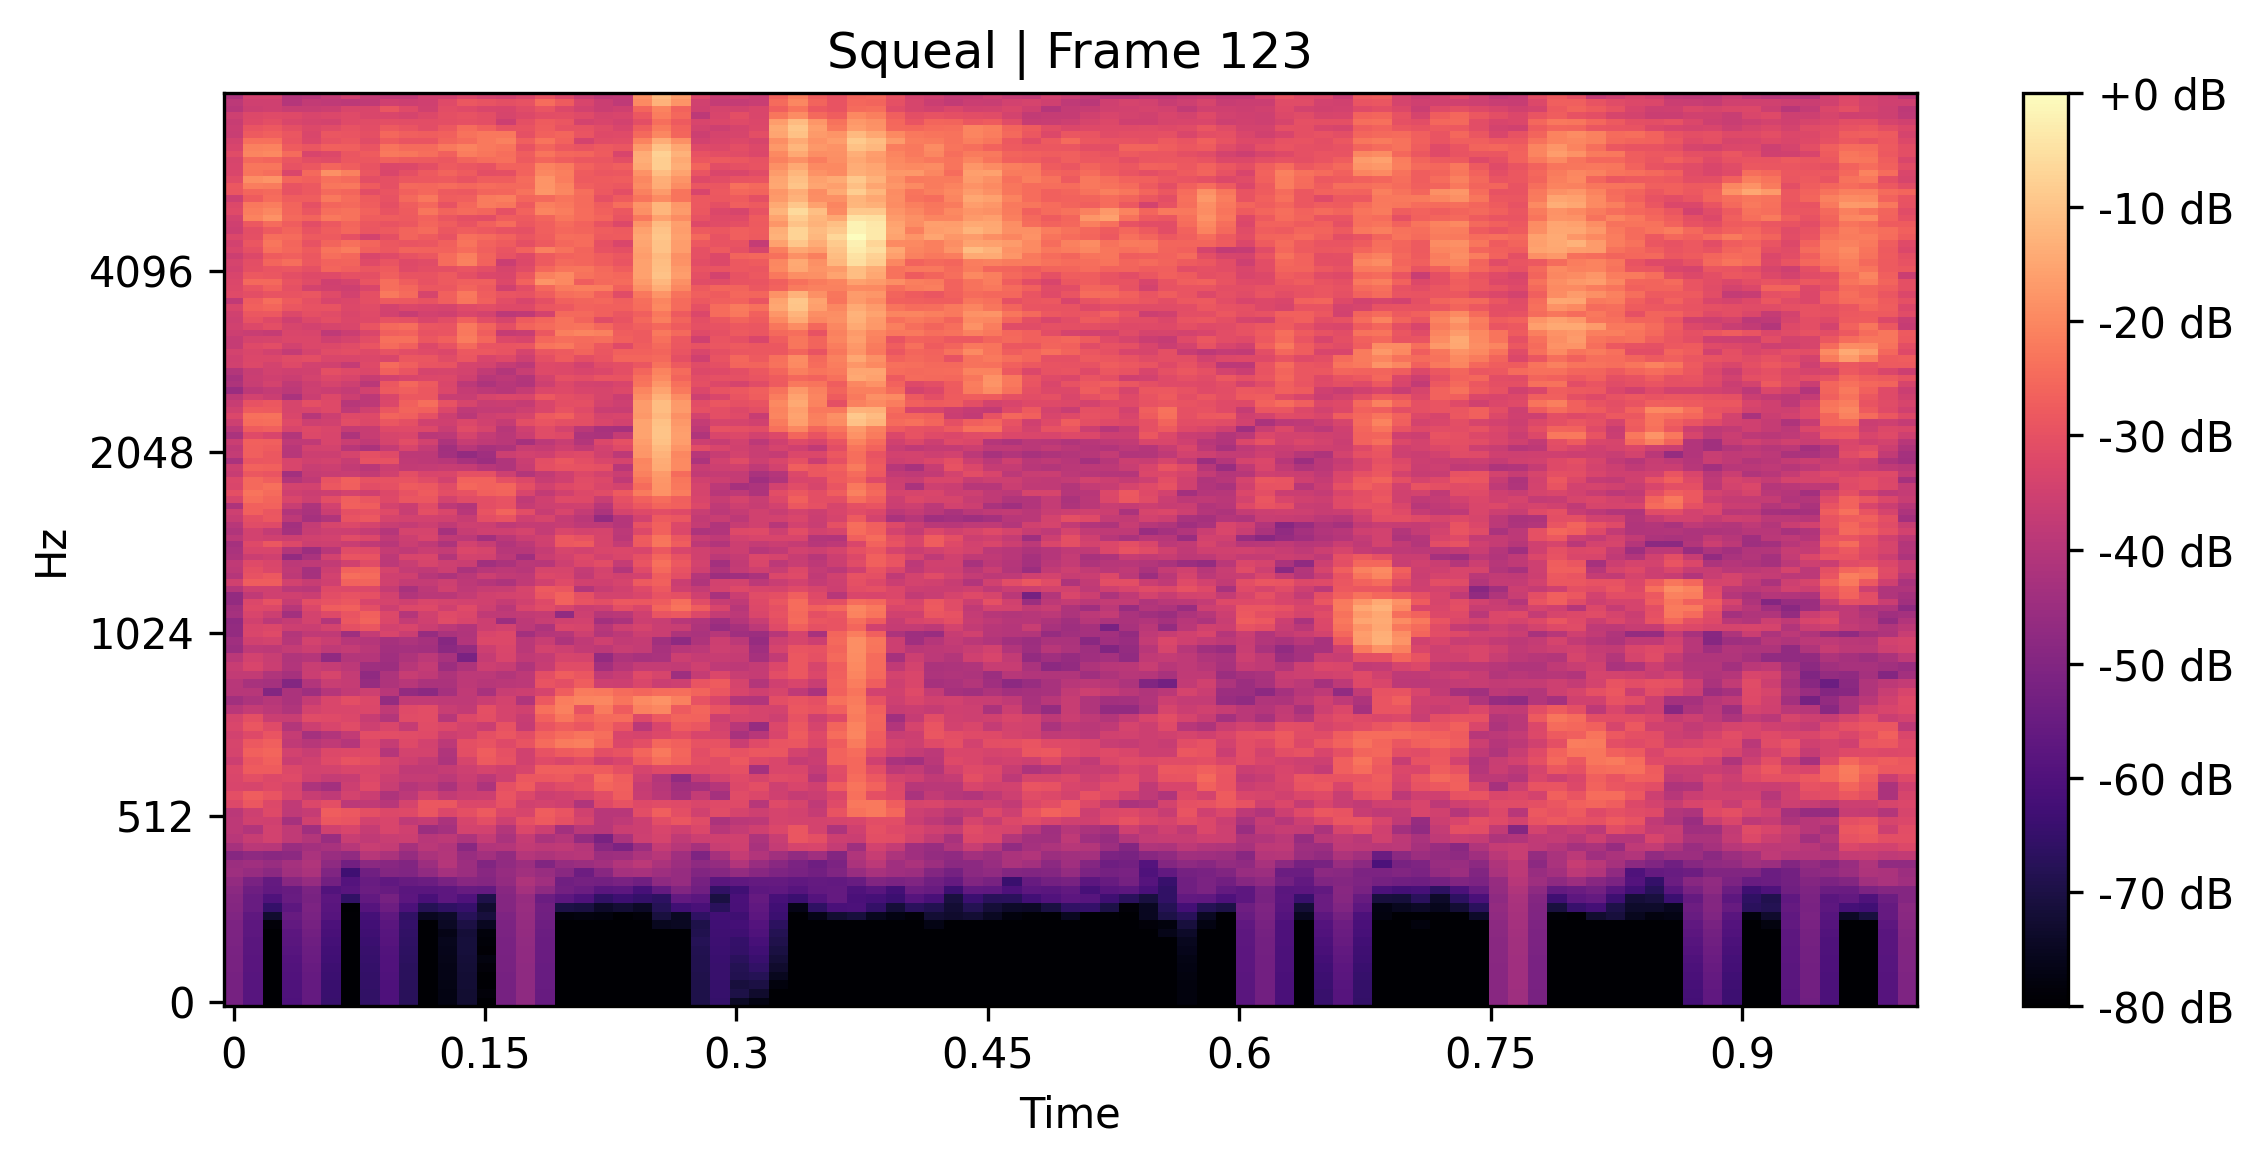 Squeal | Frame 123
+0 dB
-10 dB
-20 dB
-30 dB
-40 dB
-50 dB
-60 dB
-70 dB
-80 dB
Hz
4096
2048
1024
512
0
0 0.15 0.3 0.45 0.6 0.75 0.9
Time